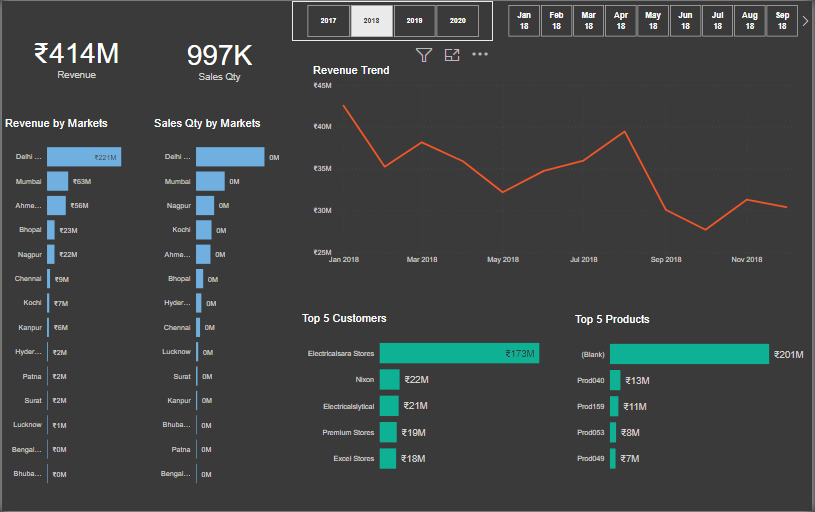 2017
2018
2019
2020
Jan
18
Feb
18
Mar
18
Apr
18
May
18
Jun
18
Jul
18
Aug
18
Sep
18
₹414M
Revenue
997K
Sales Qty
Revenue by Markets
Delhi ...
₹221M
Mumbai
₹63M
Ahme...
₹56M
Bhopal
₹23M
Nagpur
₹22M
Chennai
₹9M
Kochi
₹7M
Kanpur
₹6M
Hyder...
₹2M
Patna
₹2M
Surat
₹2M
Lucknow
₹1M
Bengal...
₹0M
Bhuba...
₹0M
Sales Qty by Markets
Delhi ...
0M
Mumbai
0M
Nagpur
0M
Kochi
0M
Ahme...
0M
Bhopal
0M
Hyder...
0M
Chennai
0M
Lucknow
0M
Surat
0M
Kanpur
0M
Bhuba...
0M
Patna
0M
Bengal...
0M
Revenue Trend
₹45M
₹40M
₹35M
₹30M
₹25M
Jan 2018
Mar 2018
May 2018
Jul 2018
Sep 2018
Nov 2018
Top 5 Customers
Electricalsara Stores
₹173M
Nixon
₹22M
Electricalslytical
₹21M
Premium Stores
₹19M
Excel Stores
₹18M
Top 5 Products
(Blank)
₹201M
Prod040
₹13M
Prod159
₹11M
Prod053
₹8M
Prod049
₹7M